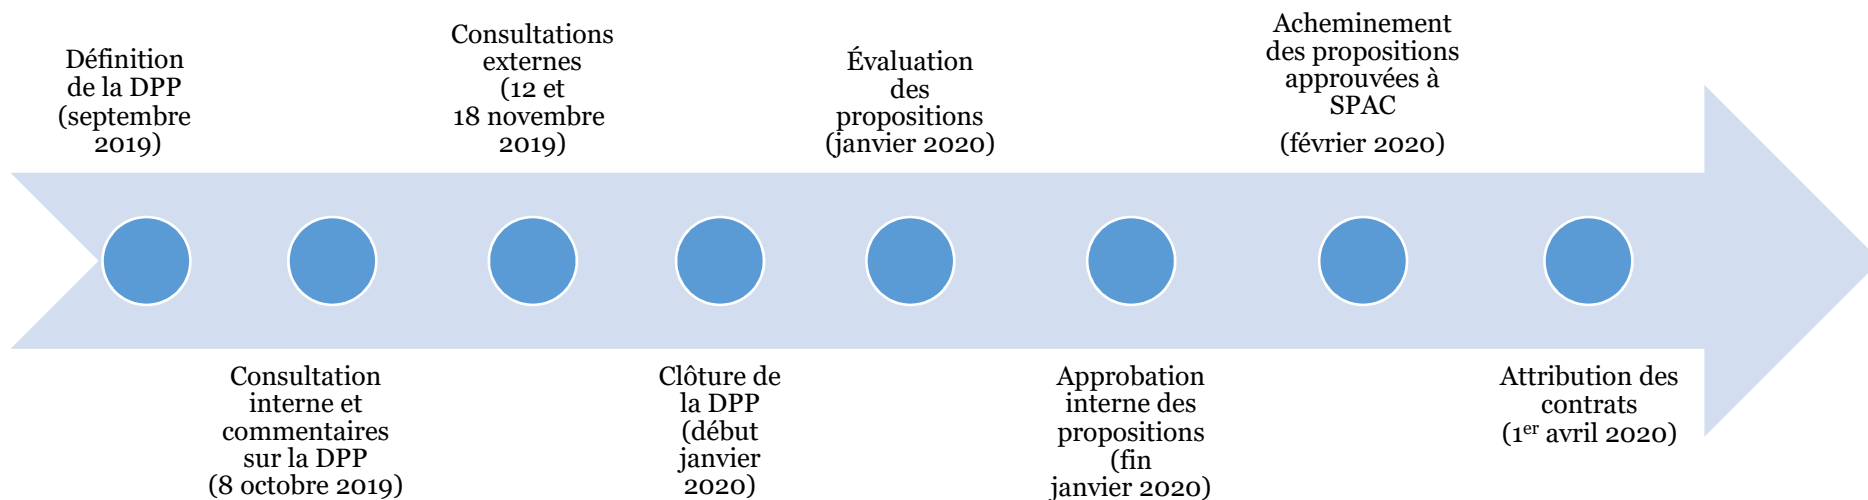 Définition
de la DPP
(septembre
2019)
Consultation
interne et
commentaires
sur la DPP
(8 octobre 2019)
Consultations
externes
(12 et
18 novembre
2019)
Clôture de
la DPP
(début
janvier
2020)
Évaluation
des
propositions
(janvier 2020)
Approbation
interne des
propositions
(fin
janvier 2020)
Acheminement
des propositions
approuvées à
SPAC
(février 2020)
Attribution des
contrats
(1er avril 2020)